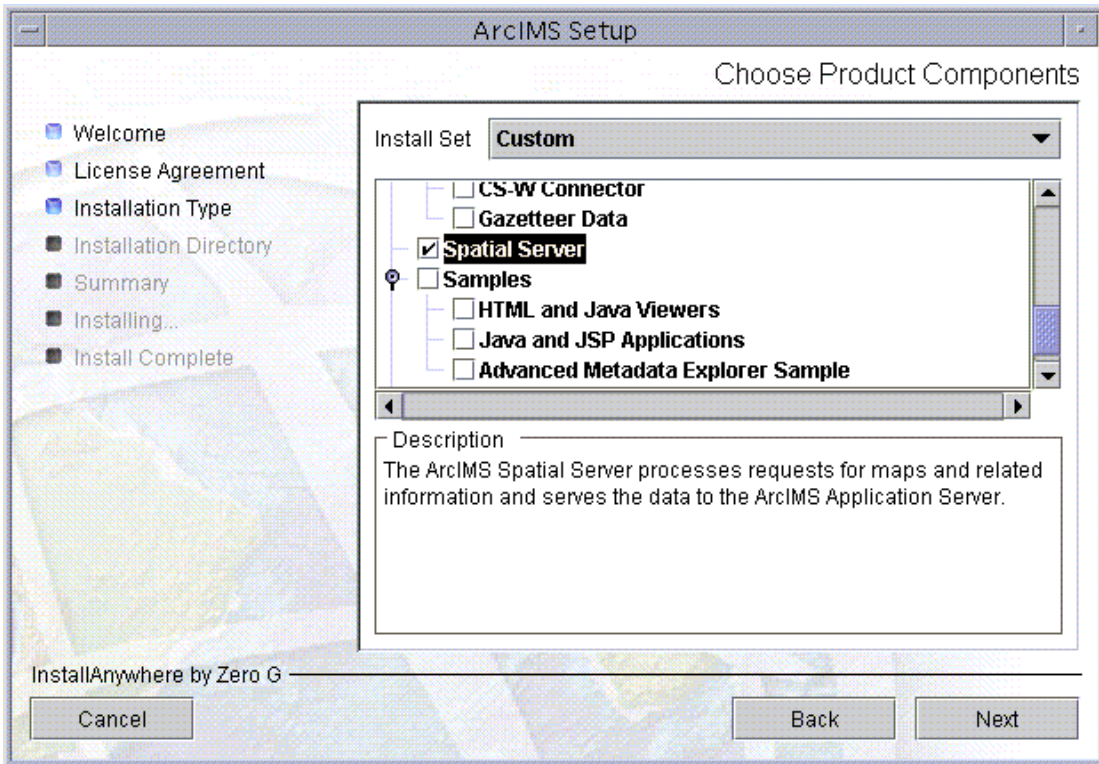 ArcIMS Setup
Choose Product Components
Welcome
License Agreement
Installation Type
Installation Directory
Summary
Installing...
Install Complete
Install Set Custom
CS-W Connector
Gazetteer Data
Spatial Server
Samples
HTML and Java Viewers
Java and JSP Applications
Advanced Metadata Explorer Sample
Description
The ArcIMS Spatial Server processes requests for maps and related
information and serves the data to the ArcIMS Application Server.
InstallAnywhere by Zero G
Cancel
Back
Next